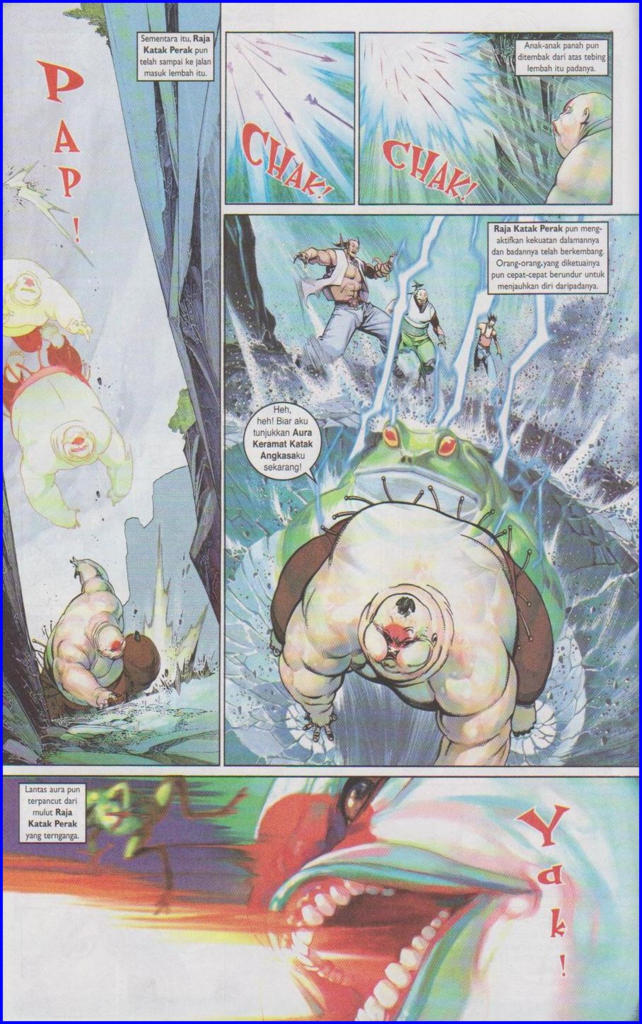 Sementara itu, Raja
Katak Perak pun
telah sampai ke jalan
masuk lembah itu.
PAP!
CHAK!
CHAK!
Anak-anak panah pun
ditembak dari atas tebing
lembah itu padanya.
Raja Katak Perak pun meng-
aktifkan kekuatan dalamannya
dan badannya telah berkembang.
Orang-orang yang diketuainya
pun cepat-cepat berundur untuk
menjauhkan diri daripadanya.
Heh,
heh! Biar aku
tunjukkan Aura
Keramat Katak
Angkasaku
sekarang!
Lantas aura pun
terpancut dari
mulut Raja
Katak Perak
yang ternganga.
Yak!